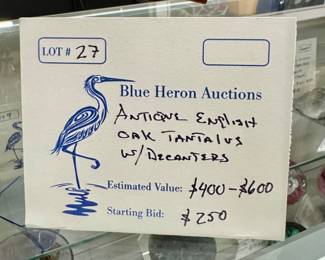 LOT # 27
Blue Heron Auctions
ANTIQUE ENGLISH
OAK TANTALUS
W/ DECANTERS
Estimated Value: $400-$600
Starting Bid: $250